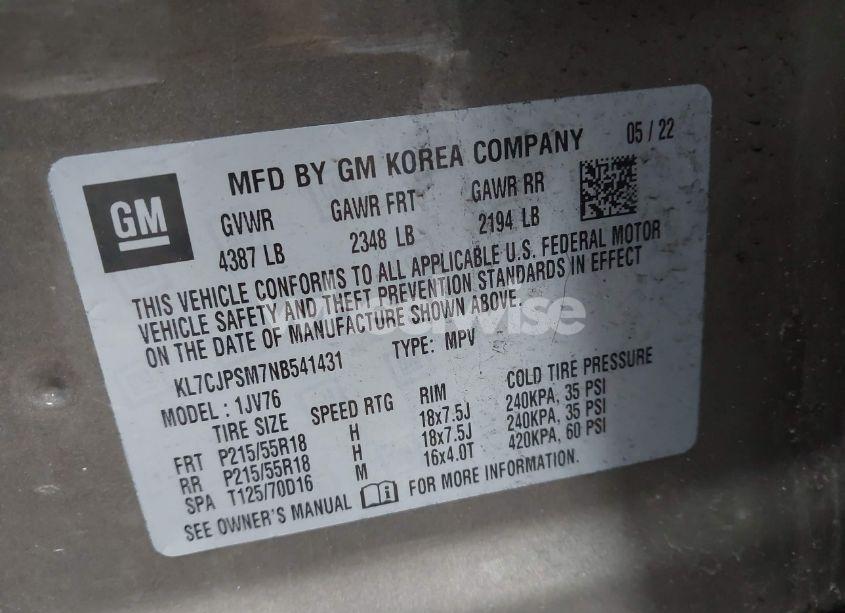 MFD BY GM KOREA COMPANY 05 / 22
GM
GVWR GAWR FRT GAWR RR
4387 LB 2348 LB 2194 LB
THIS VEHICLE CONFORMS TO ALL APPLICABLE U.S. FEDERAL MOTOR
VEHICLE SAFETY AND THEFT PREVENTION STANDARDS IN EFFECT
ON THE DATE OF MANUFACTURE SHOWN ABOVE.
KL7CJPSM7NB541431 TYPE: MPV
MODEL : 1JV76
TIRE SIZE SPEED RTG RIM COLD TIRE PRESSURE
FRT P215/55R18 H 18x7.5J 240KPA, 35 PSI
RR P215/55R18 H 18x7.5J 240KPA, 35 PSI
SPA T125/70D16 M 16x4.0T 420KPA, 60 PSI
SEE OWNER'S MANUAL i FOR MORE INFORMATION.